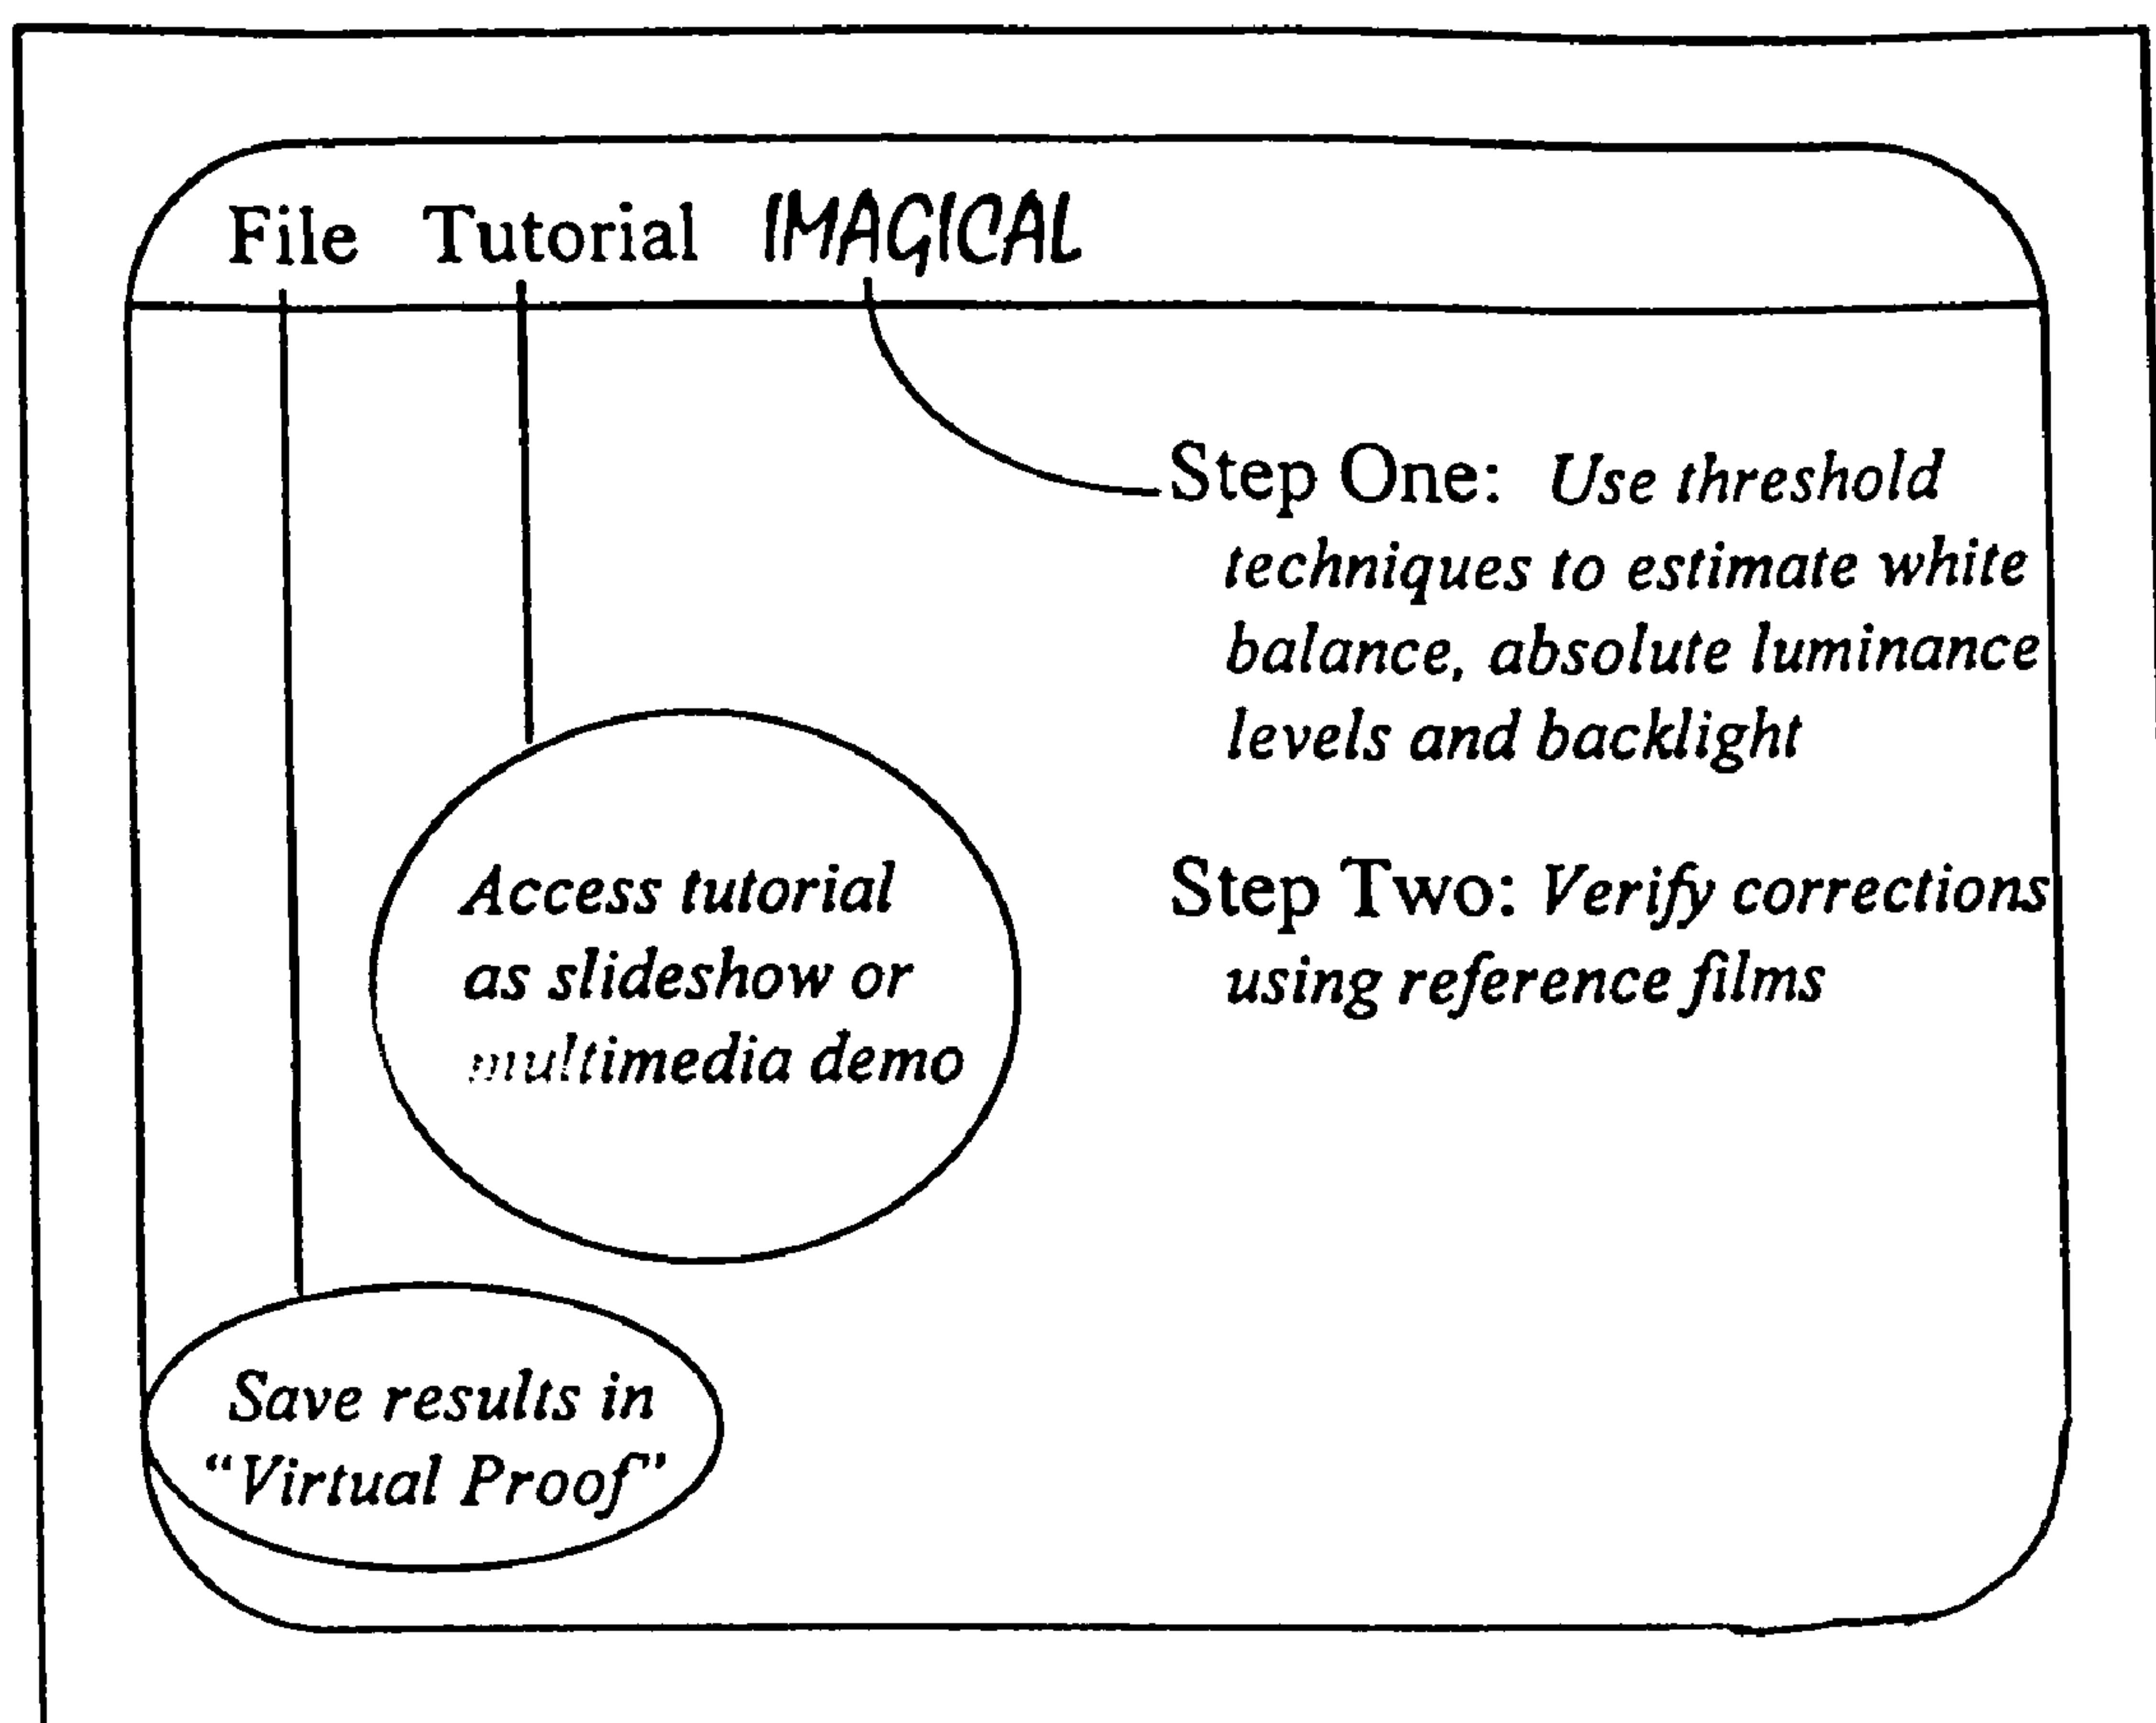 File Tutorial IMAGICAL
Step One: Use threshold
techniques to estimate white
balance, absolute luminance
levels and backlight
Step Two: Verify corrections
using reference films
Access tutorial
as slideshow or
multimedia demo
Save results in
“Virtual Proof”